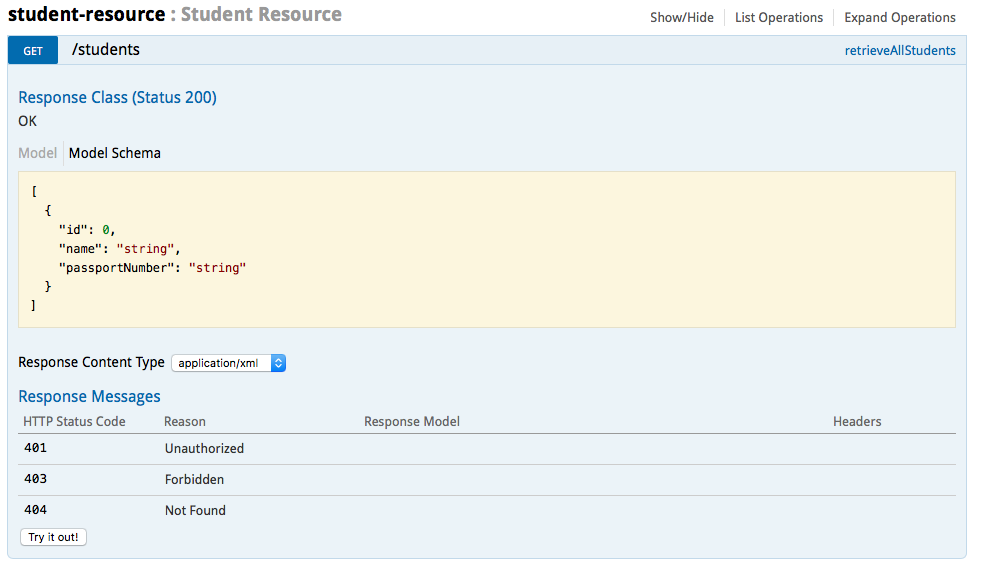 student-resource : Student Resource
Show/Hide
List Operations
Expand Operations
GET
/students
retrieveAllStudents
Response Class (Status 200)
OK
Model
Model Schema
[
{
"id": 0,
"name": "string",
"passportNumber": "string"
}
]
Response Content Type
application/xml
Response Messages
HTTP Status Code
Reason
Response Model
Headers
401
Unauthorized
403
Forbidden
404
Not Found
Try it out!